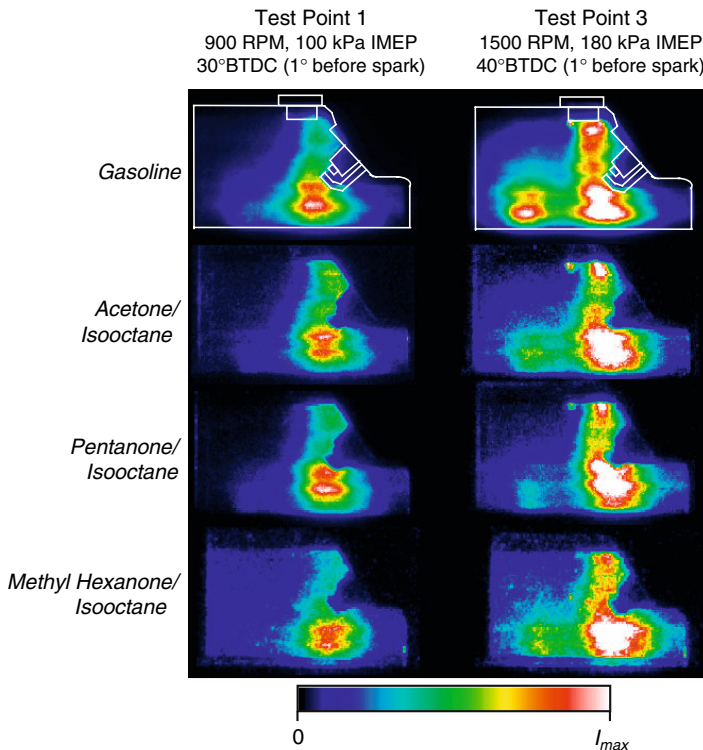 Test Point 1
900 RPM, 100 kPa IMEP
30°BTDC (1° before spark)
Test Point 3
1500 RPM, 180 kPa IMEP
40°BTDC (1° before spark)
Gasoline
Acetone/
Isooctane
Pentanone/
Isooctane
Methyl Hexanone/
Isooctane
0
Imax